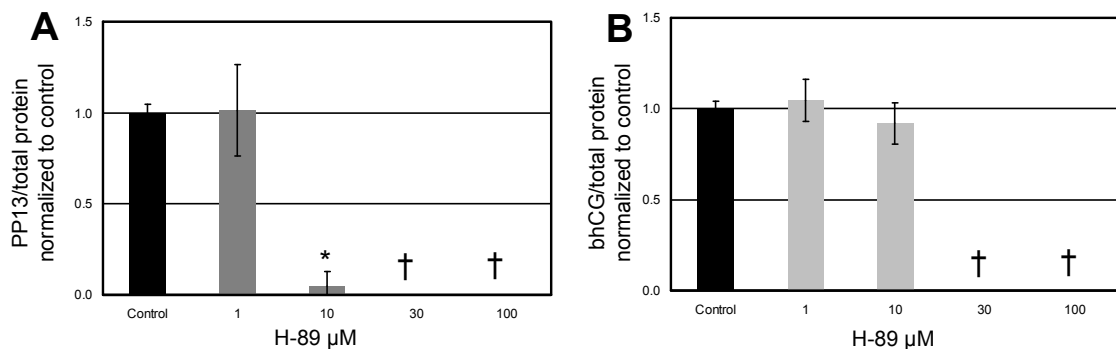 A
PP13/total protein
normalized to control
1.5
1.0
0.5
0.0
*
†
†
Control 1 10 30 100
H-89 µM
B
bhCG/total protein
normalized to control
1.5
1.0
0.5
0.0
†
†
Control 1 10 30 100
H-89 µM